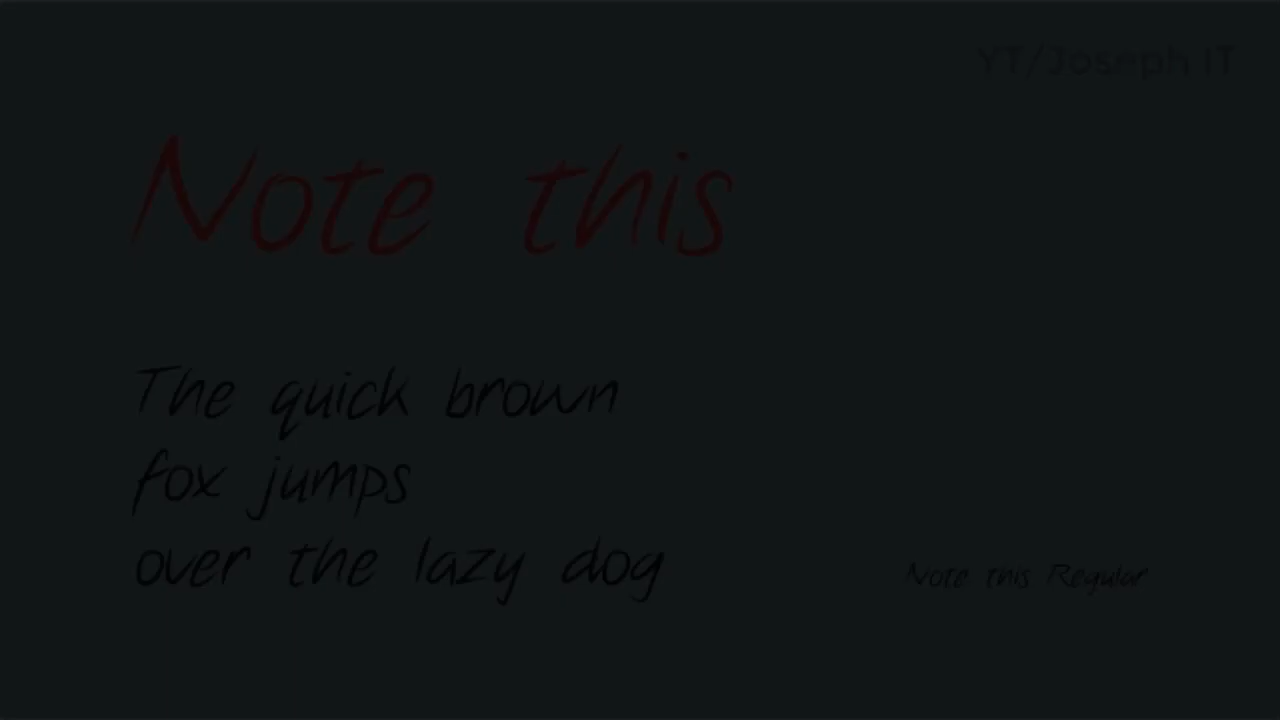 YT/Joseph IT
Note this
The quick brown
fox jumps
over the lazy dog
Note this Regular